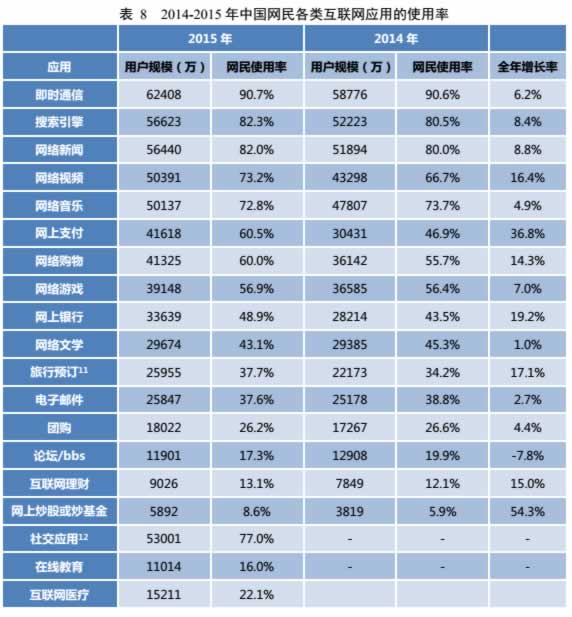 表 8 2014-2015 年中国网民各类互联网应用的使用率
2015 年 2014 年
应用 用户规模（万） 网民使用率 用户规模（万） 网民使用率 全年增长率
即时通信 62408 90.7% 58776 90.6% 6.2%
搜索引擎 56623 82.3% 52223 80.5% 8.4%
网络新闻 56440 82.0% 51894 80.0% 8.8%
网络视频 50391 73.2% 43298 66.7% 16.4%
网络音乐 50137 72.8% 47807 73.7% 4.9%
网上支付 41618 60.5% 30431 46.9% 36.8%
网络购物 41325 60.0% 36142 55.7% 14.3%
网络游戏 39148 56.9% 36585 56.4% 7.0%
网上银行 33639 48.9% 28214 43.5% 19.2%
网络文学 29674 43.1% 29385 45.3% 1.0%
旅行预订11 25955 37.7% 22173 34.2% 17.1%
电子邮件 25847 37.6% 25178 38.8% 2.7%
团购 18022 26.2% 17267 26.6% 4.4%
论坛/bbs 11901 17.3% 12908 19.9% -7.8%
互联网理财 9026 13.1% 7849 12.1% 15.0%
网上炒股或炒基金 5892 8.6% 3819 5.9% 54.3%
社交应用12 53001 77.0% - - -
在线教育 11014 16.0% - - -
互联网医疗 15211 22.1%